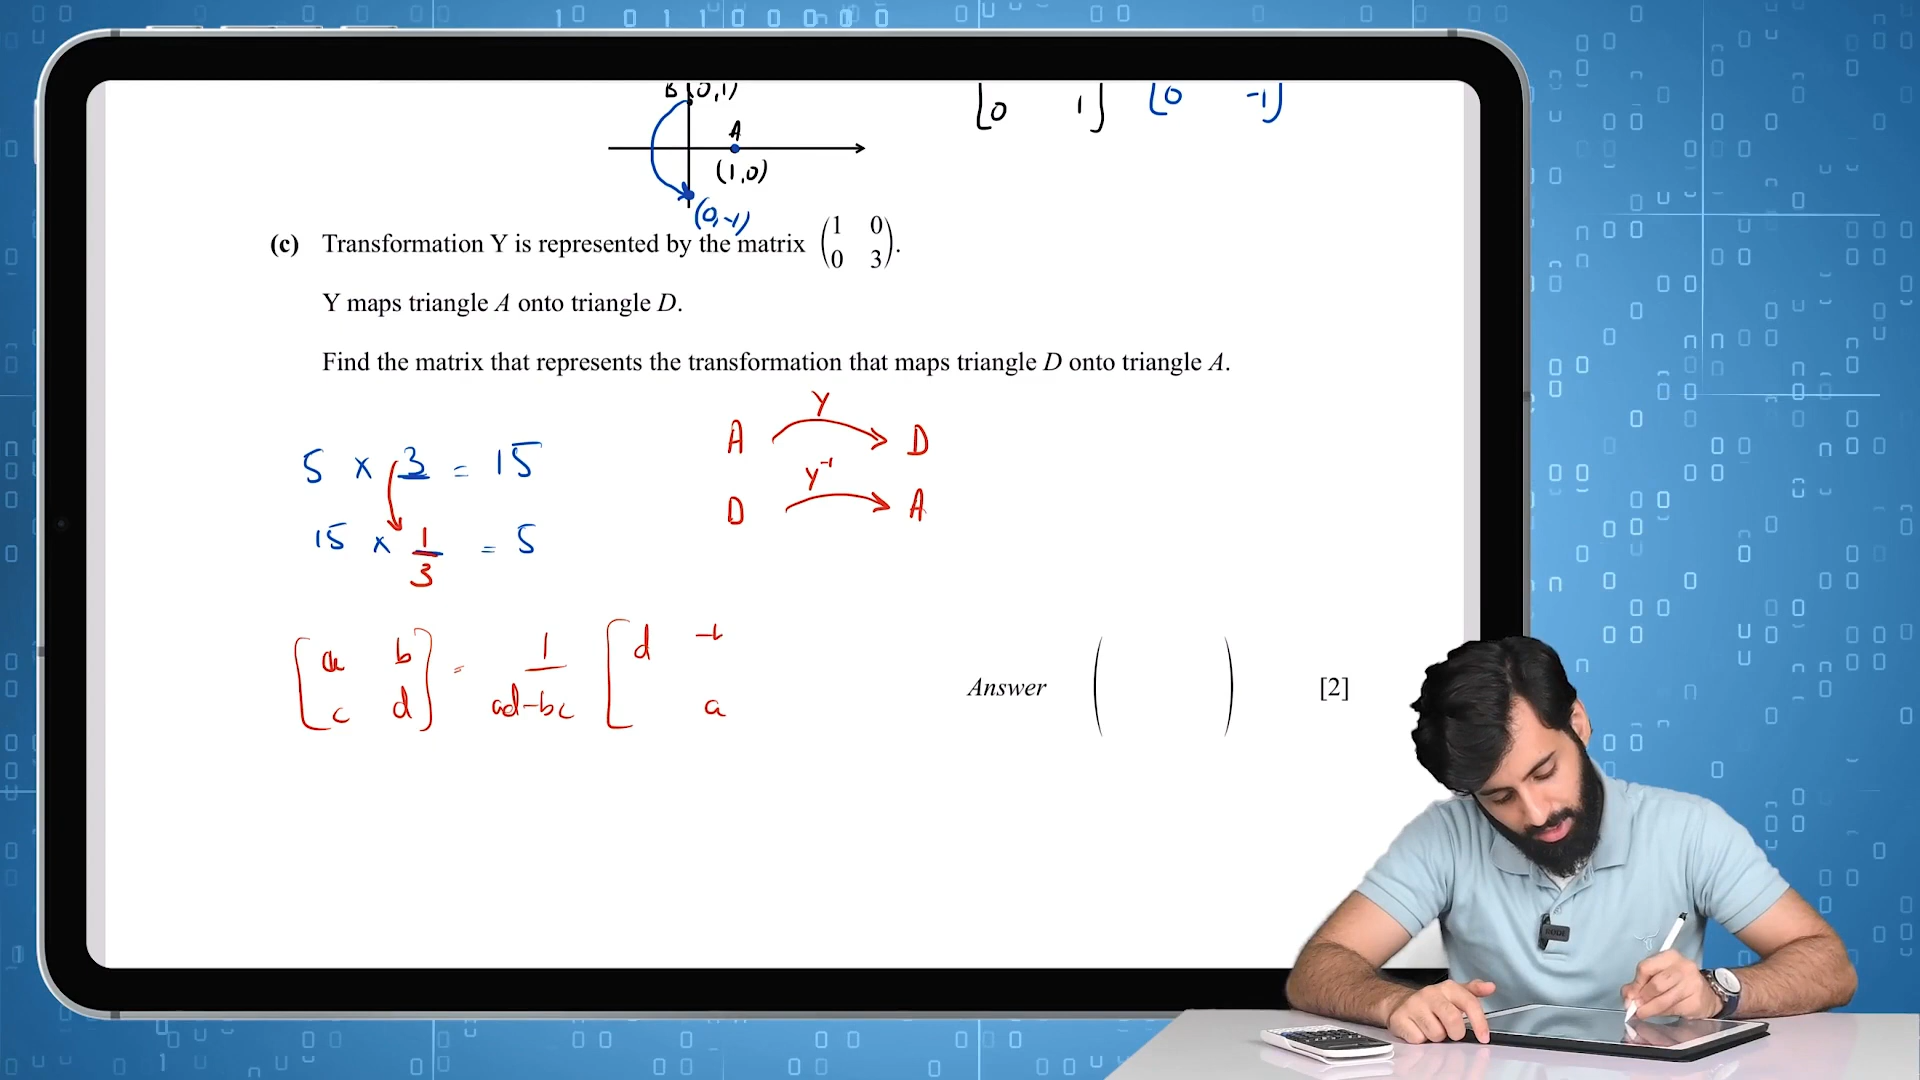 B (0,1)
[0 1] [0 -1]
A
(1,0)
(0,-1)
(c) Transformation Y is represented by the matrix (1 0
0 3).
Y maps triangle A onto triangle D.
Find the matrix that represents the transformation that maps triangle D onto triangle A.
Y
A D
5 × 3 = 15
Y⁻¹
D A
15 × 1/3 = 5
[a b
c d] = 1/ad-bc [d -b
a
Answer ( ) [2]
RODE